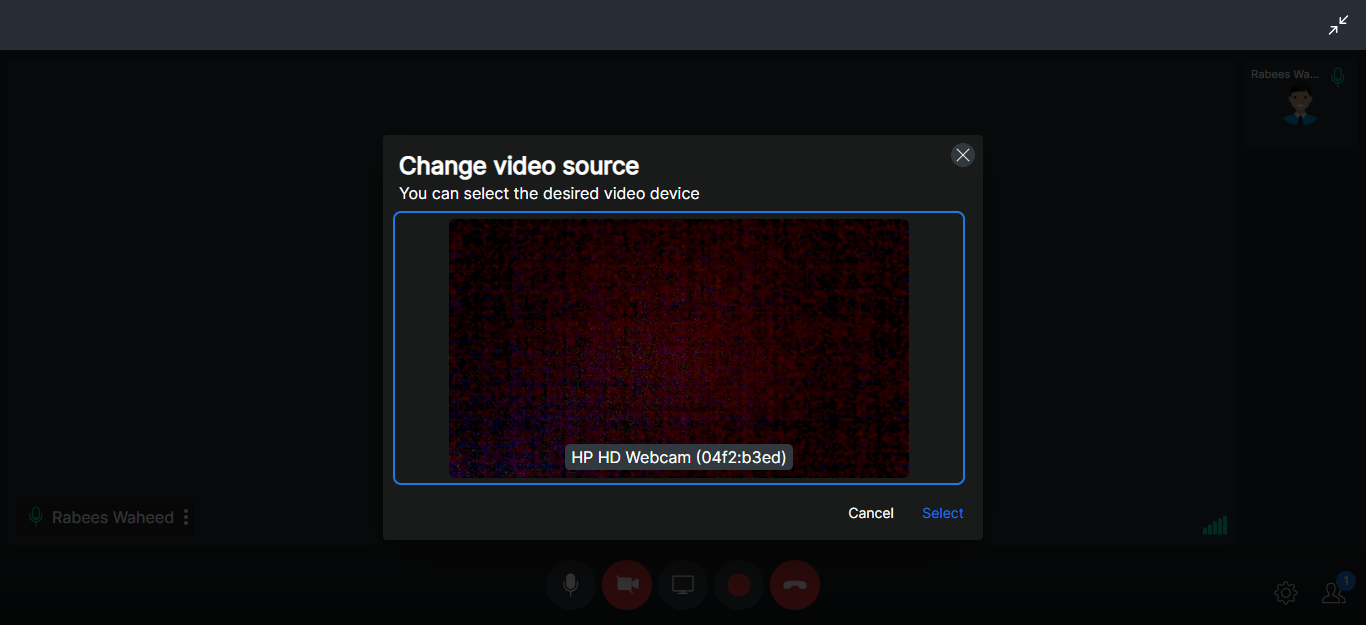 Rabees Wa...
Change video source
You can select the desired video device
HP HD Webcam (04f2:b3ed)
Cancel
Select
Rabees Waheed
1